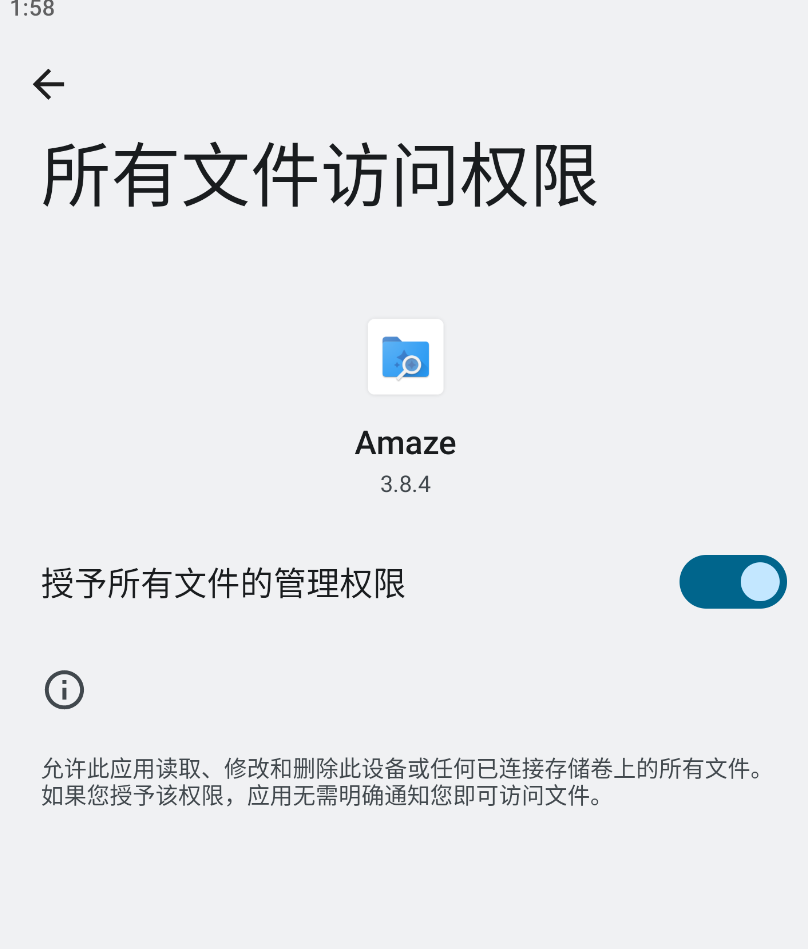 1:58
所有文件访问权限
Amaze
3.8.4
授予所有文件的管理权限
允许此应用读取、修改和删除此设备或任何已连接存储卷上的所有文件。
如果您授予该权限，应用无需明确通知您即可访问文件。